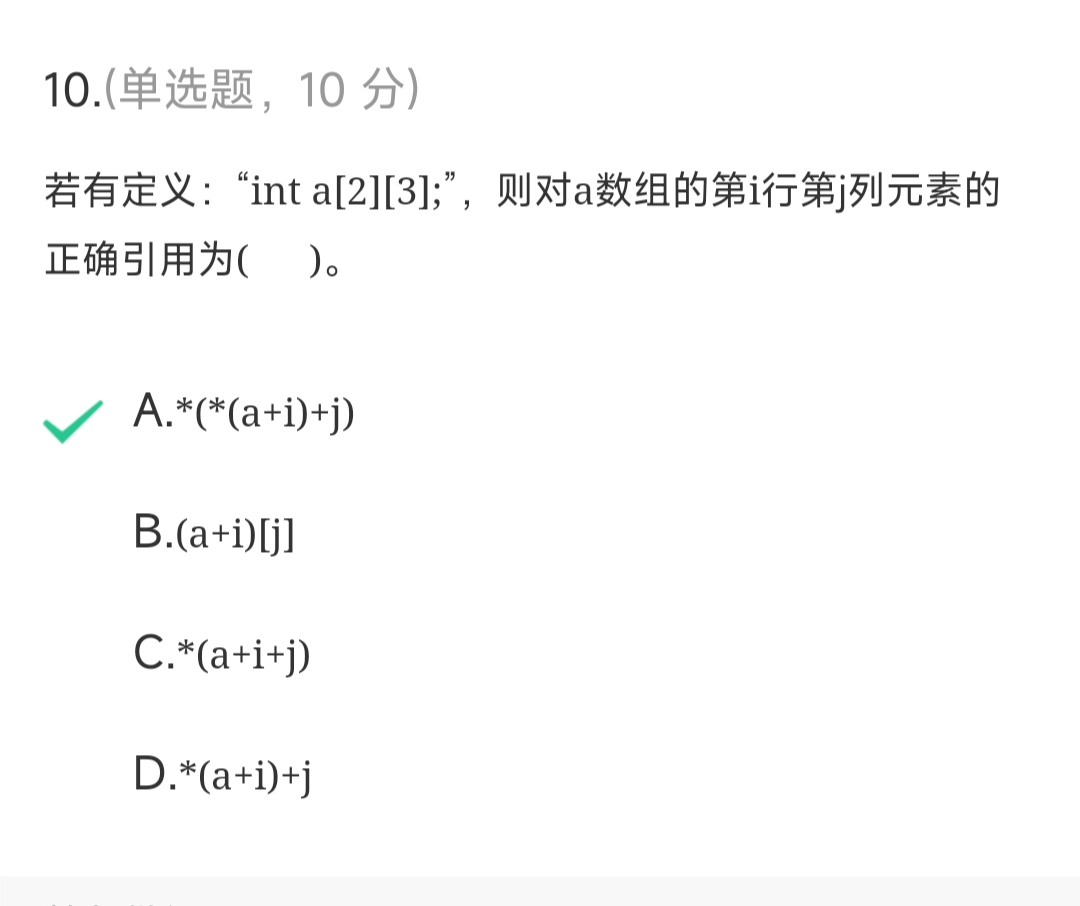 10.(单选题，10 分)
若有定义：“int a[2][3];”，则对a数组的第i行第j列元素的
正确引用为(    )。
A.*(*(a+i)+j)
B.(a+i)[j]
C.*(a+i+j)
D.*(a+i)+j